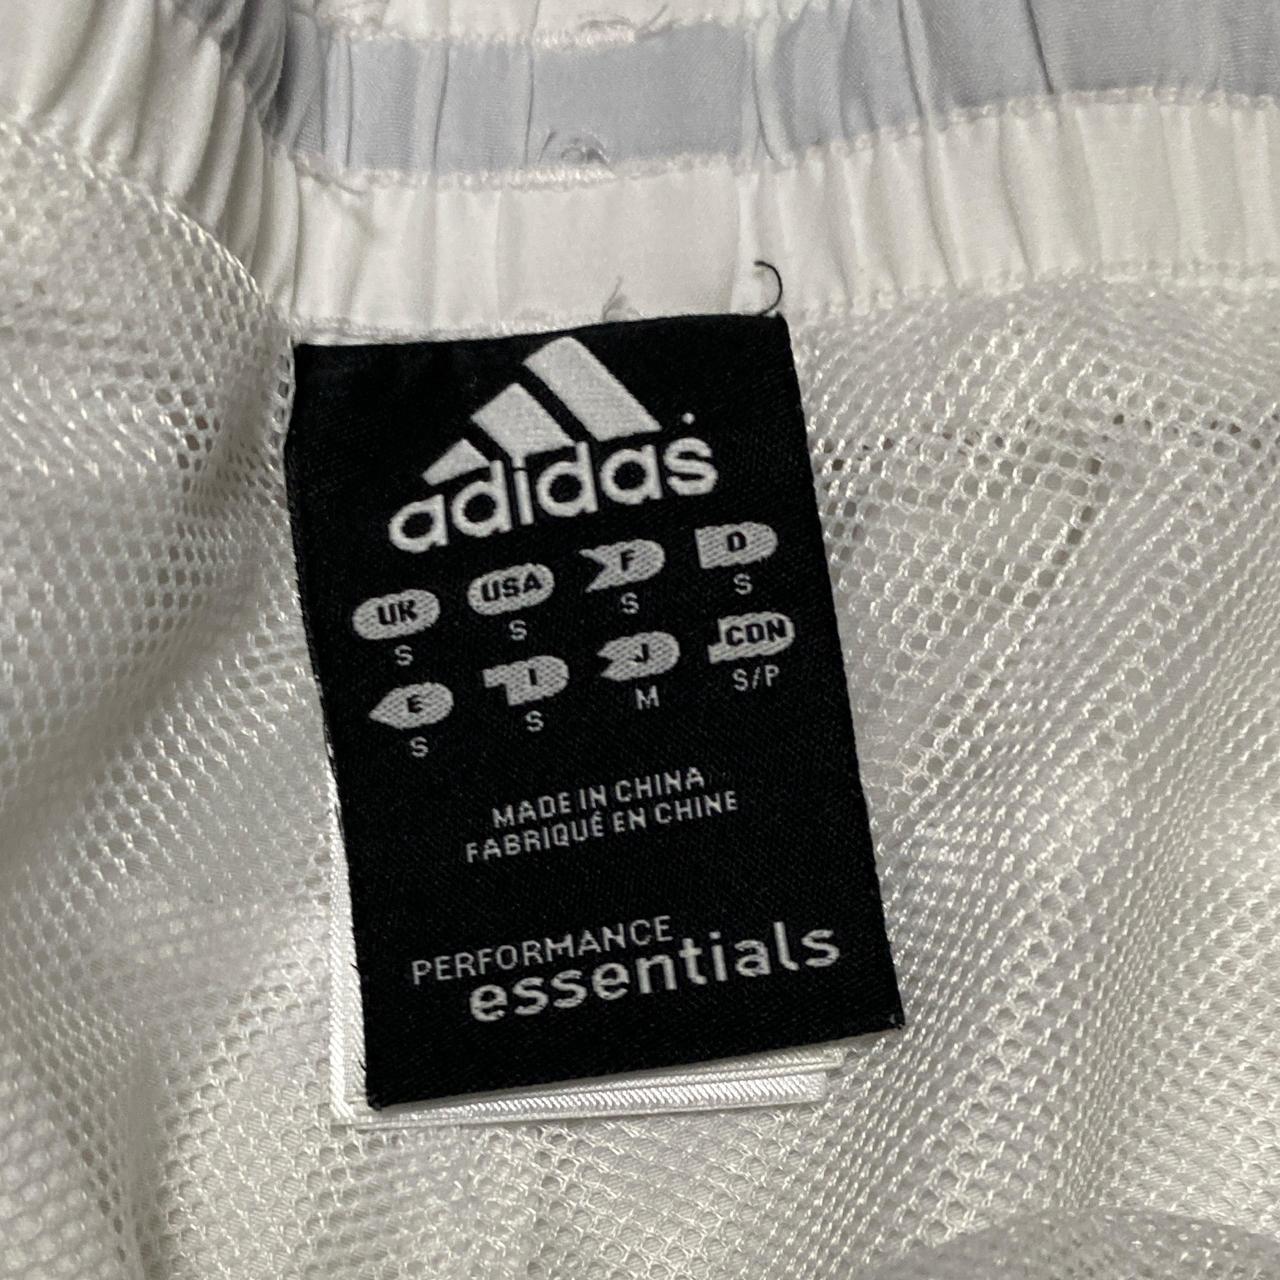 adidas
UK USA F D
S S S S
E I J CDN
S S M S/P
MADE IN CHINA
FABRIQUÉ EN CHINE
PERFORMANCE
essentials